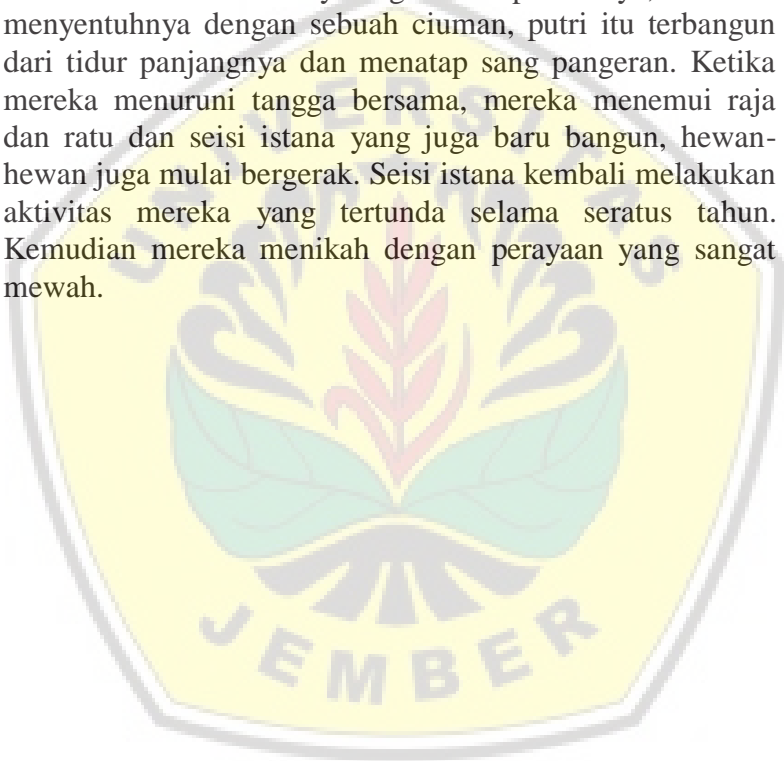 menyentuhnya dengan sebuah ciuman, putri itu terbangun
dari tidur panjangnya dan menatap sang pangeran. Ketika
mereka menuruni tangga bersama, mereka menemui raja
dan ratu dan seisi istana yang juga baru bangun, hewan-
hewan juga mulai bergerak. Seisi istana kembali melakukan
aktivitas mereka yang tertunda selama seratus tahun.
Kemudian mereka menikah dengan perayaan yang sangat
mewah.
UNIVERSITAS
JEMBER